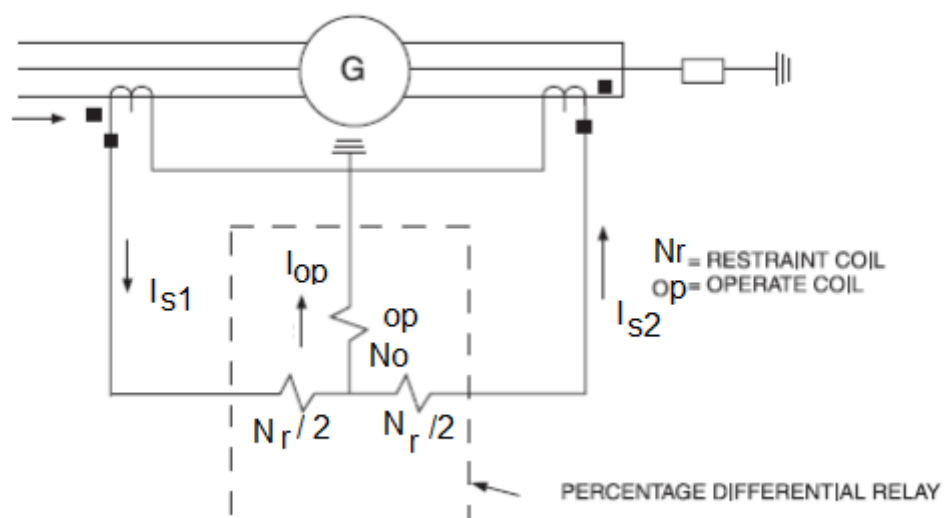 G
Is1
Iop
op
No
Nr / 2
Nr /2
Is2
Nr = RESTRAINT COIL
op = OPERATE COIL
PERCENTAGE DIFFERENTIAL RELAY